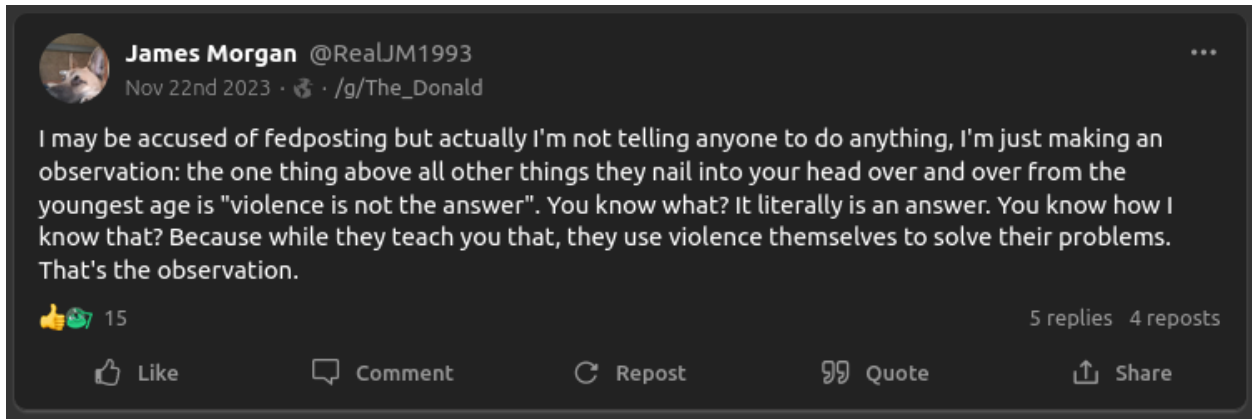 James Morgan @RealJM1993
Nov 22nd 2023 · · /g/The_Donald
I may be accused of fedposting but actually I'm not telling anyone to do anything, I'm just making an
observation: the one thing above all other things they nail into your head over and over from the
youngest age is "violence is not the answer". You know what? It literally is an answer. You know how I
know that? Because while they teach you that, they use violence themselves to solve their problems.
That's the observation.
15 5 replies 4 reposts
Like Comment Repost Quote Share